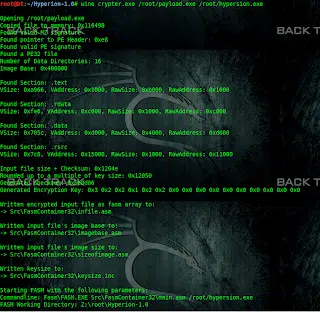 root@bt:~/Hyperion-1.0# wine crypter.exe /root/payload.exe /root/hypersion.exe
Opening /root/payload.exe
Copied file to memory: 0x11649B
Found valid MZ signature
Found pointer to PE Header: 0xe8
Found valid PE signature
Found a PE32 file
Number of Data Directories: 16
Image Base: 0x400000
Found Section: .text
VSize: 0xa966, VAddress: 0x1000, RawSize: 0xb000, RawAddress: 0x1000
Found Section: .rdata
VSize: 0xfe6, VAddress: 0xc000, RawSize: 0x1000, RawAddress: 0xc000
Found Section: .data
VSize: 0x705c, VAddress: 0xd000, RawSize: 0x4000, RawAddress: 0xd000
Found Section: .rsrc
VSize: 0x7c8, VAddress: 0x15000, RawSize: 0x1000, RawAddress: 0x11000
Input file size + Checksum: 0x1204e
Rounded up to a multiple of key size: 0x12050
Generated Encryption Key: 0x3 0x2 0x2 0x1 0x2 0x2 0x0 0x0 0x0 0x0 0x0 0x0 0x0 0x0 0x0 0x0
Written encrypted input file as fasm array to:
-> Src\FasmContainer32\infile.asm
Written input file's image base to:
-> Src\FasmContainer32\imagebase.asm
Written input file's image size to:
-> Src\FasmContainer32\sizeofimage.asm
Written keysize to:
-> Src\FasmContainer32\keysize.inc
Starting FASM with the following parameters:
Commandline: Fasm\FASM.EXE Src\FasmContainer32\main.asm /root/hypersion.exe
FASM Working Directory: Z:\root\Hyperion-1.0
BACK TRACK
BACK T
BACK TRACK
BACK T